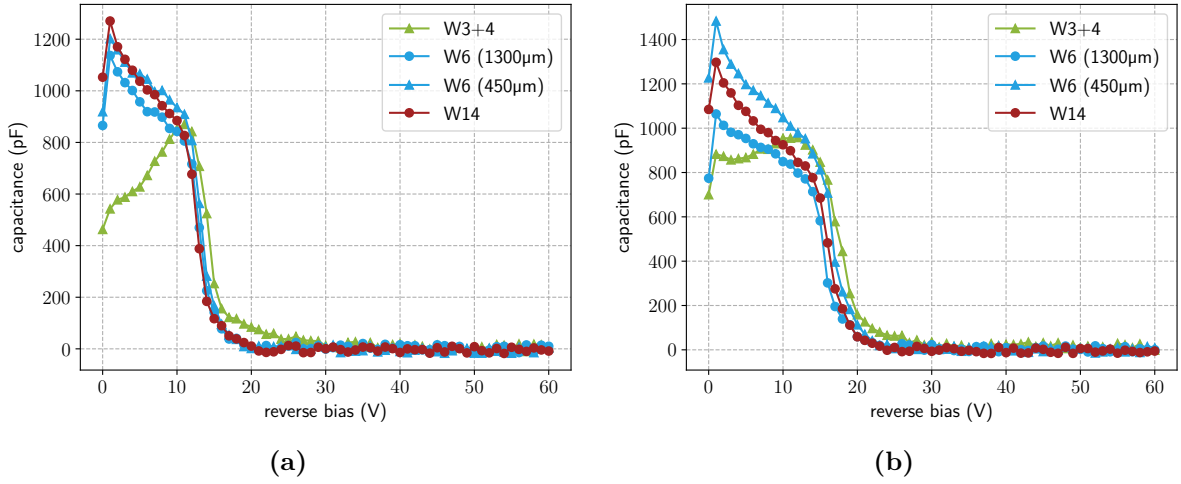 1200
1000
800
600
400
200
0
capacitance (pF)
0 10 20 30 40 50 60
reverse bias (V)
W3+4
W6 (1300µm)
W6 (450µm)
W14
(a)
1400
1200
1000
800
600
400
200
0
capacitance (pF)
0 10 20 30 40 50 60
reverse bias (V)
W3+4
W6 (1300µm)
W6 (450µm)
W14
(b)